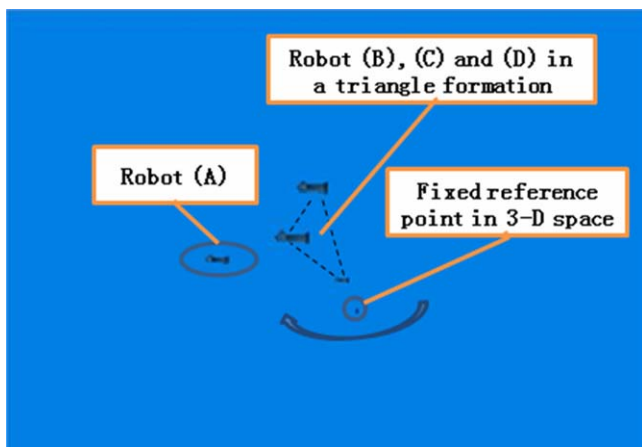 Robot (B), (C) and (D) in
a triangle formation
Robot (A)
Fixed reference
point in 3-D space